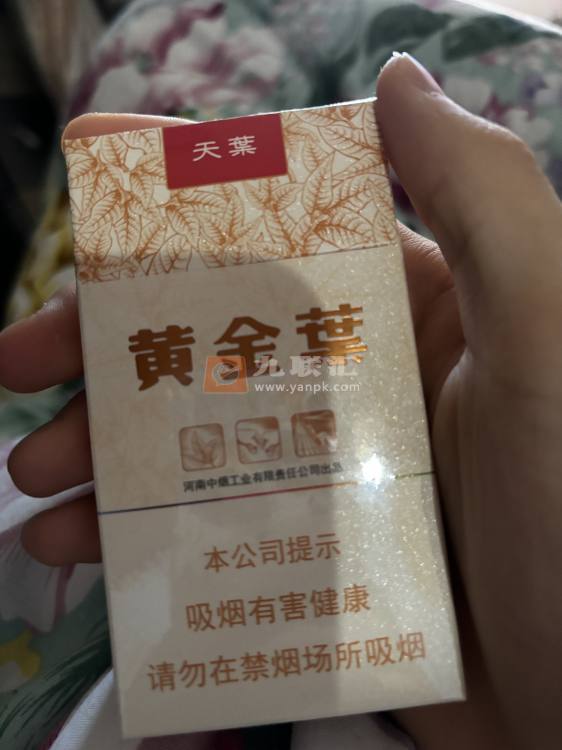 天葉
黄金葉
九联汇
www.yanpk.com
河南中烟工业有限责任公司出品
本公司提示
吸烟有害健康
请勿在禁烟场所吸烟